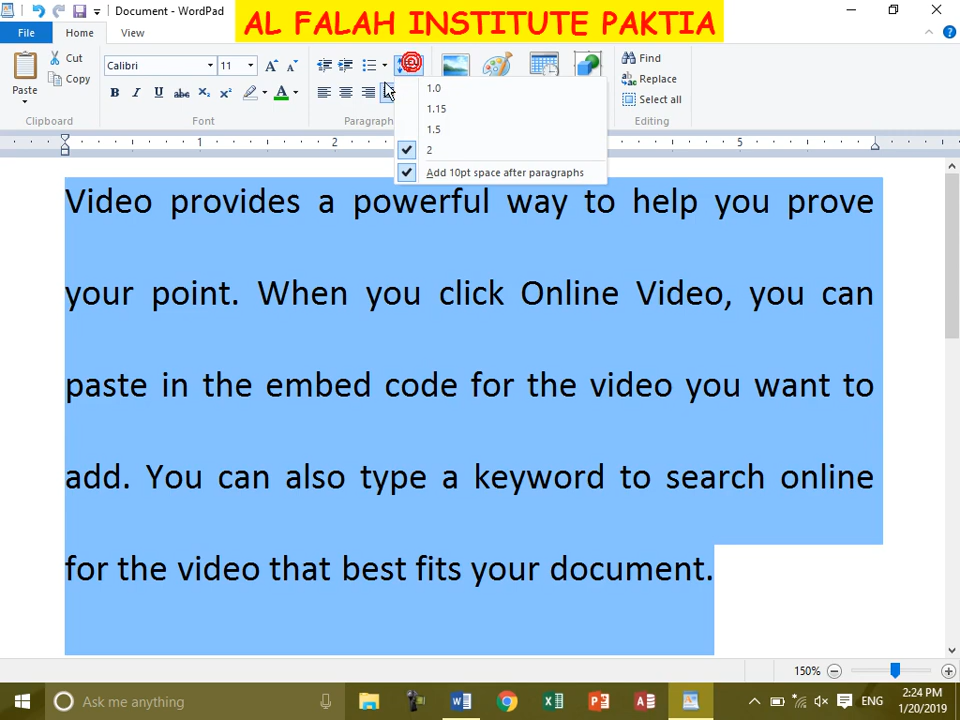 Document - WordPad
AL FALAH INSTITUTE PAKTIA
File
Home
View
Paste
Cut
Copy
Clipboard
Calibri
11
Font
Paragraph
Find
Replace
Select all
Editing
1.0
1.15
1.5
2
Add 10pt space after paragraphs
1
2
5
Video provides a powerful way to help you prove
your point. When you click Online Video, you can
paste in the embed code for the video you want to
add. You can also type a keyword to search online
for the video that best fits your document.
150%
Ask me anything
ENG
2:24 PM
1/20/2019